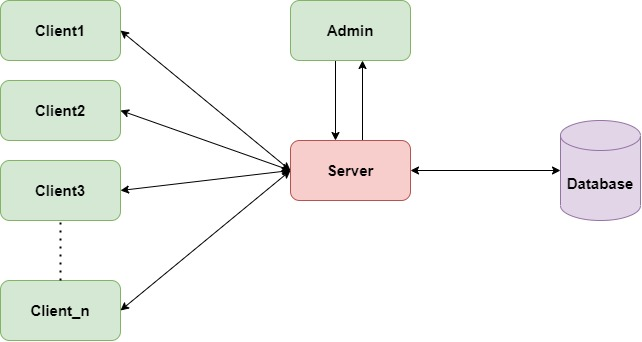 Client1
Admin
Client2
Server
Client3
Database
Client_n